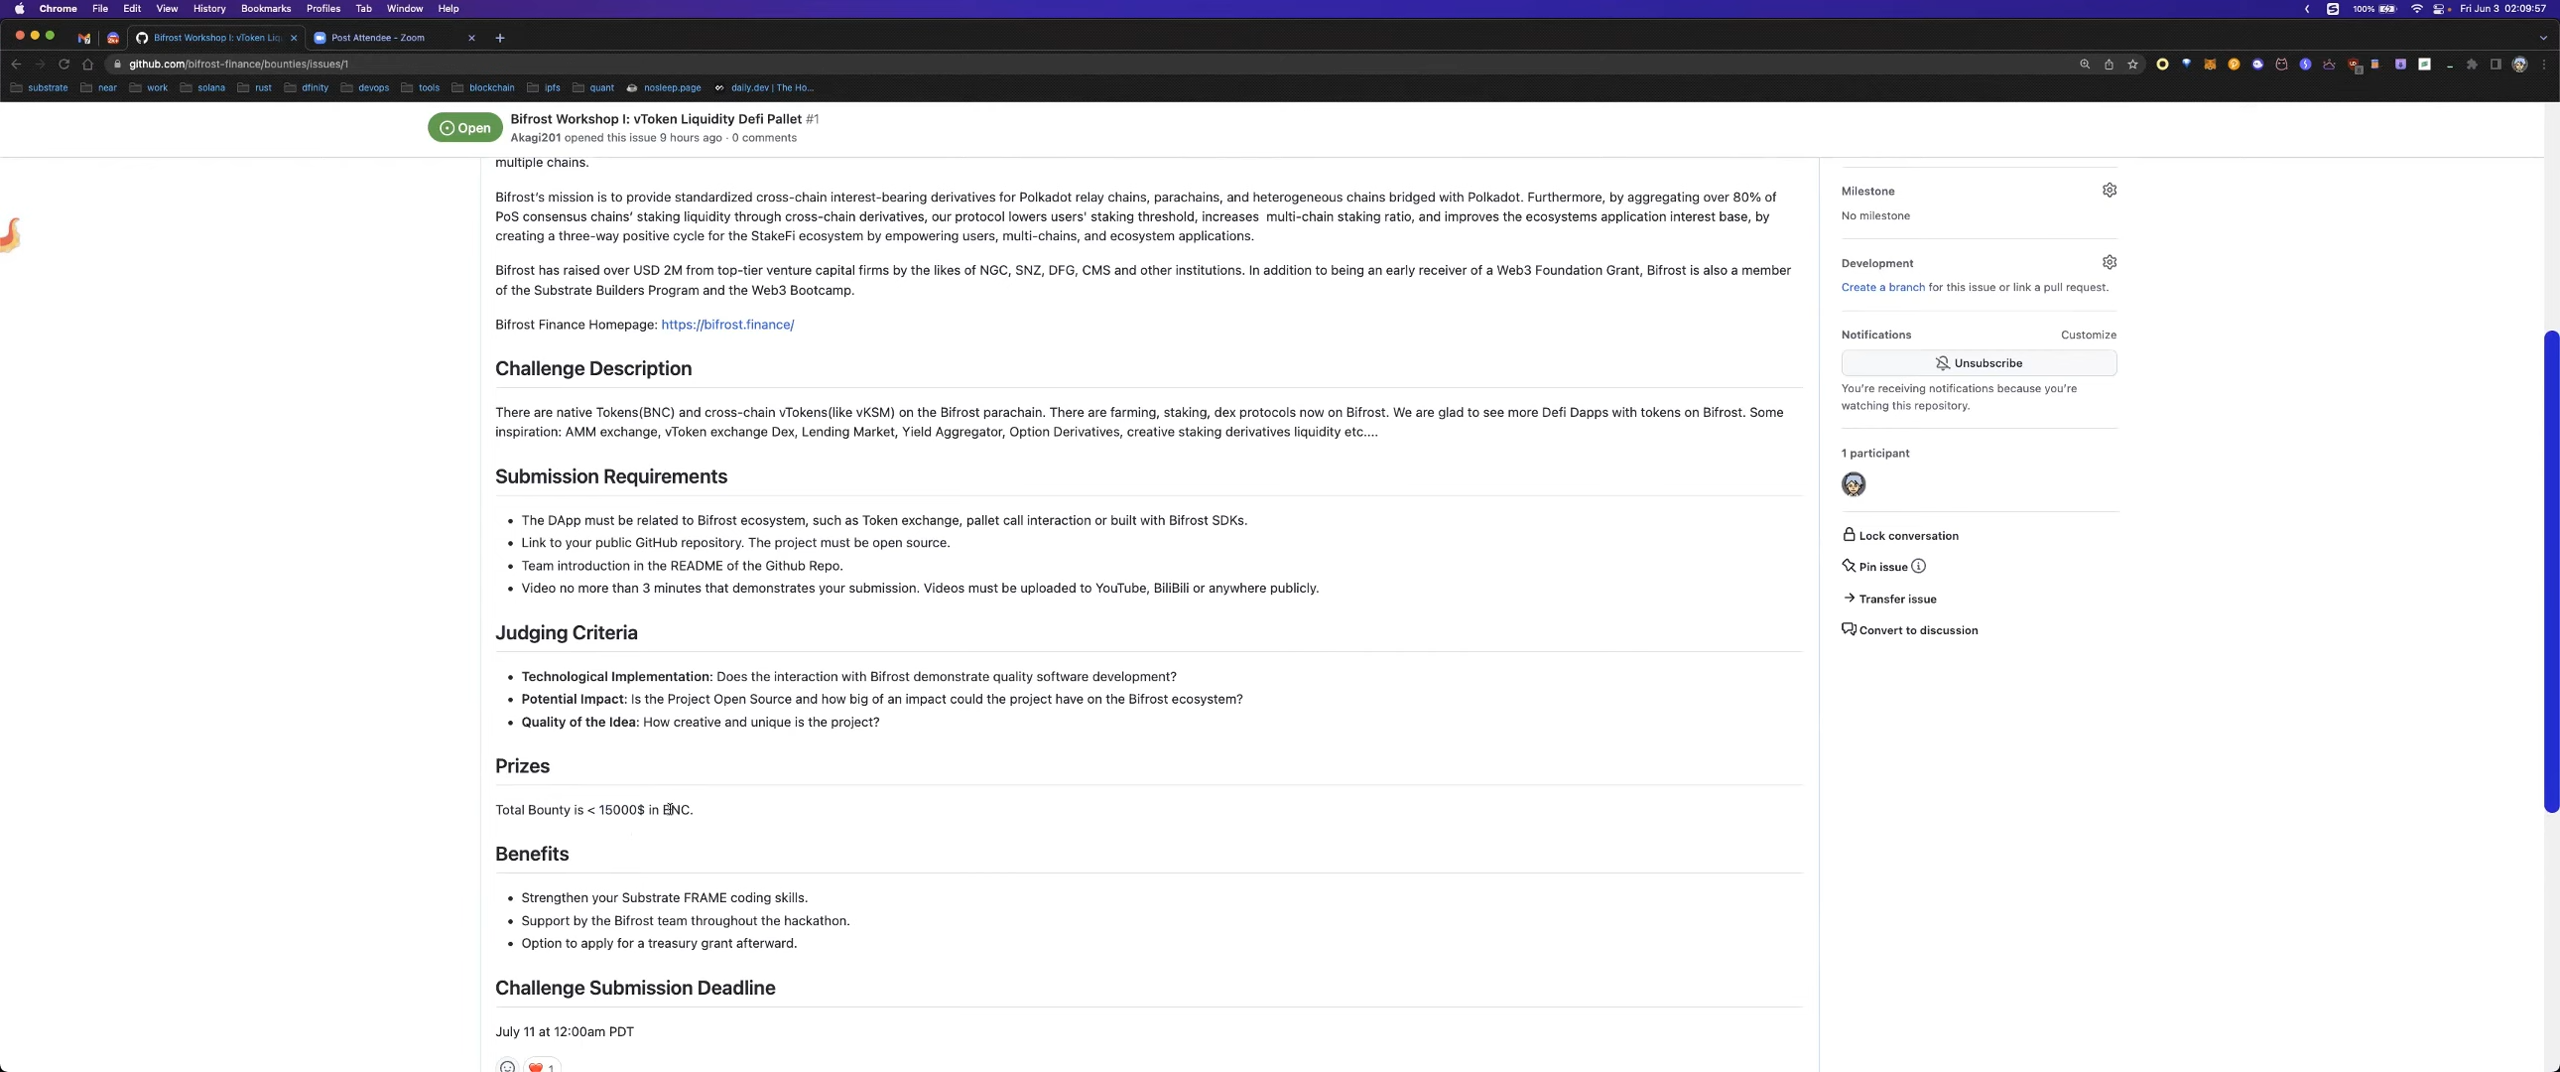 Chrome File Edit View History Bookmarks Profiles Tab Window Help
100% Fri Jun 3 02:09:57
Bifrost Workshop I: vToken Liq
Post Attendee - Zoom
github.com/bifrost-finance/bounties/issues/1
substrate near work solana rust dfinity devops tools blockchain ipfs quant nosleep.page daily.dev | The Ho...
Open
Bifrost Workshop I: vToken Liquidity Defi Pallet #1
Akagi201 opened this issue 9 hours ago · 0 comments
multiple chains.
Bifrost's mission is to provide standardized cross-chain interest-bearing derivatives for Polkadot relay chains, parachains, and heterogeneous chains bridged with Polkadot. Furthermore, by aggregating over 80% of
PoS consensus chains' staking liquidity through cross-chain derivatives, our protocol lowers users' staking threshold, increases multi-chain staking ratio, and improves the ecosystems application interest base, by
creating a three-way positive cycle for the StakeFi ecosystem by empowering users, multi-chains, and ecosystem applications.
Bifrost has raised over USD 2M from top-tier venture capital firms by the likes of NGC, SNZ, DFG, CMS and other institutions. In addition to being an early receiver of a Web3 Foundation Grant, Bifrost is also a member
of the Substrate Builders Program and the Web3 Bootcamp.
Bifrost Finance Homepage: https://bifrost.finance/
Challenge Description
There are native Tokens(BNC) and cross-chain vTokens(like vKSM) on the Bifrost parachain. There are farming, staking, dex protocols now on Bifrost. We are glad to see more Defi Dapps with tokens on Bifrost. Some
inspiration: AMM exchange, vToken exchange Dex, Lending Market, Yield Aggregator, Option Derivatives, creative staking derivatives liquidity etc....
Submission Requirements
• The DApp must be related to Bifrost ecosystem, such as Token exchange, pallet call interaction or built with Bifrost SDKs.
• Link to your public GitHub repository. The project must be open source.
• Team introduction in the README of the Github Repo.
• Video no more than 3 minutes that demonstrates your submission. Videos must be uploaded to YouTube, BiliBili or anywhere publicly.
Judging Criteria
• Technological Implementation: Does the interaction with Bifrost demonstrate quality software development?
• Potential Impact: Is the Project Open Source and how big of an impact could the project have on the Bifrost ecosystem?
• Quality of the Idea: How creative and unique is the project?
Prizes
Total Bounty is < 15000$ in BNC.
Benefits
• Strengthen your Substrate FRAME coding skills.
• Support by the Bifrost team throughout the hackathon.
• Option to apply for a treasury grant afterward.
Challenge Submission Deadline
July 11 at 12:00am PDT
1
Milestone
No milestone
Development
Create a branch for this issue or link a pull request.
Notifications Customize
Unsubscribe
You're receiving notifications because you're
watching this repository.
1 participant
Lock conversation
Pin issue
Transfer issue
Convert to discussion